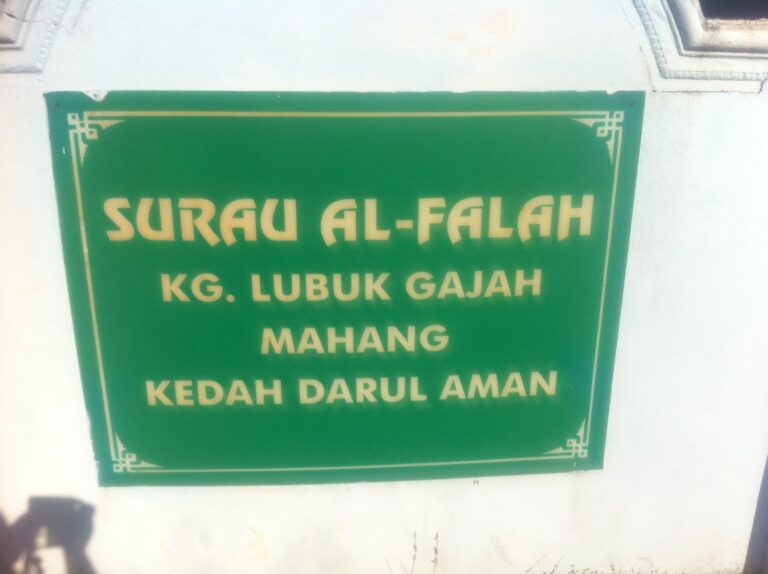 SURAU AL-FALAH
KG. LUBUK GAJAH
MAHANG
KEDAH DARUL AMAN